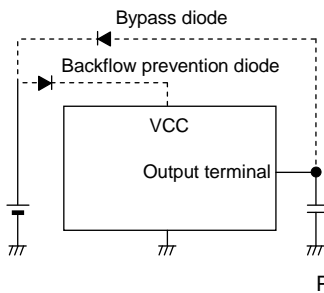 Bypass diode
Backflow prevention diode
VCC
Output terminal
F